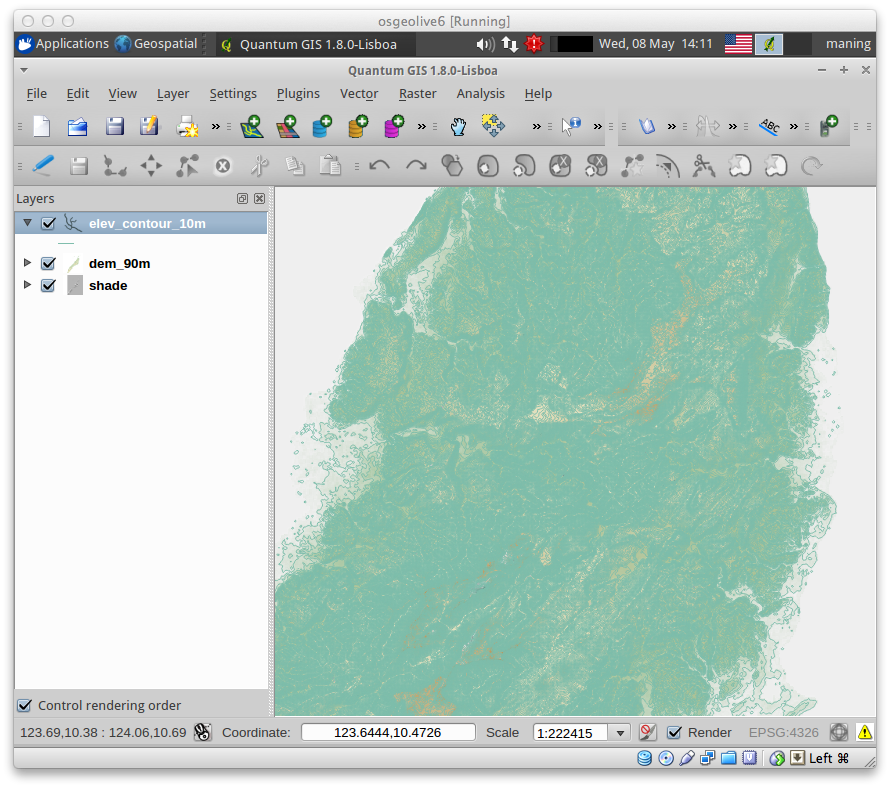 osgeolive6 [Running]
Applications Geospatial Quantum GIS 1.8.0-Lisboa Wed, 08 May 14:11 maning
Quantum GIS 1.8.0-Lisboa
File Edit View Layer Settings Plugins Vector Raster Analysis Help
ABC
Layers
elev_contour_10m
dem_90m
shade
Control rendering order
123.69,10.38 : 124.06,10.69 Coordinate: 123.6444,10.4726 Scale 1:222415 Render EPSG:4326
Left ⌘